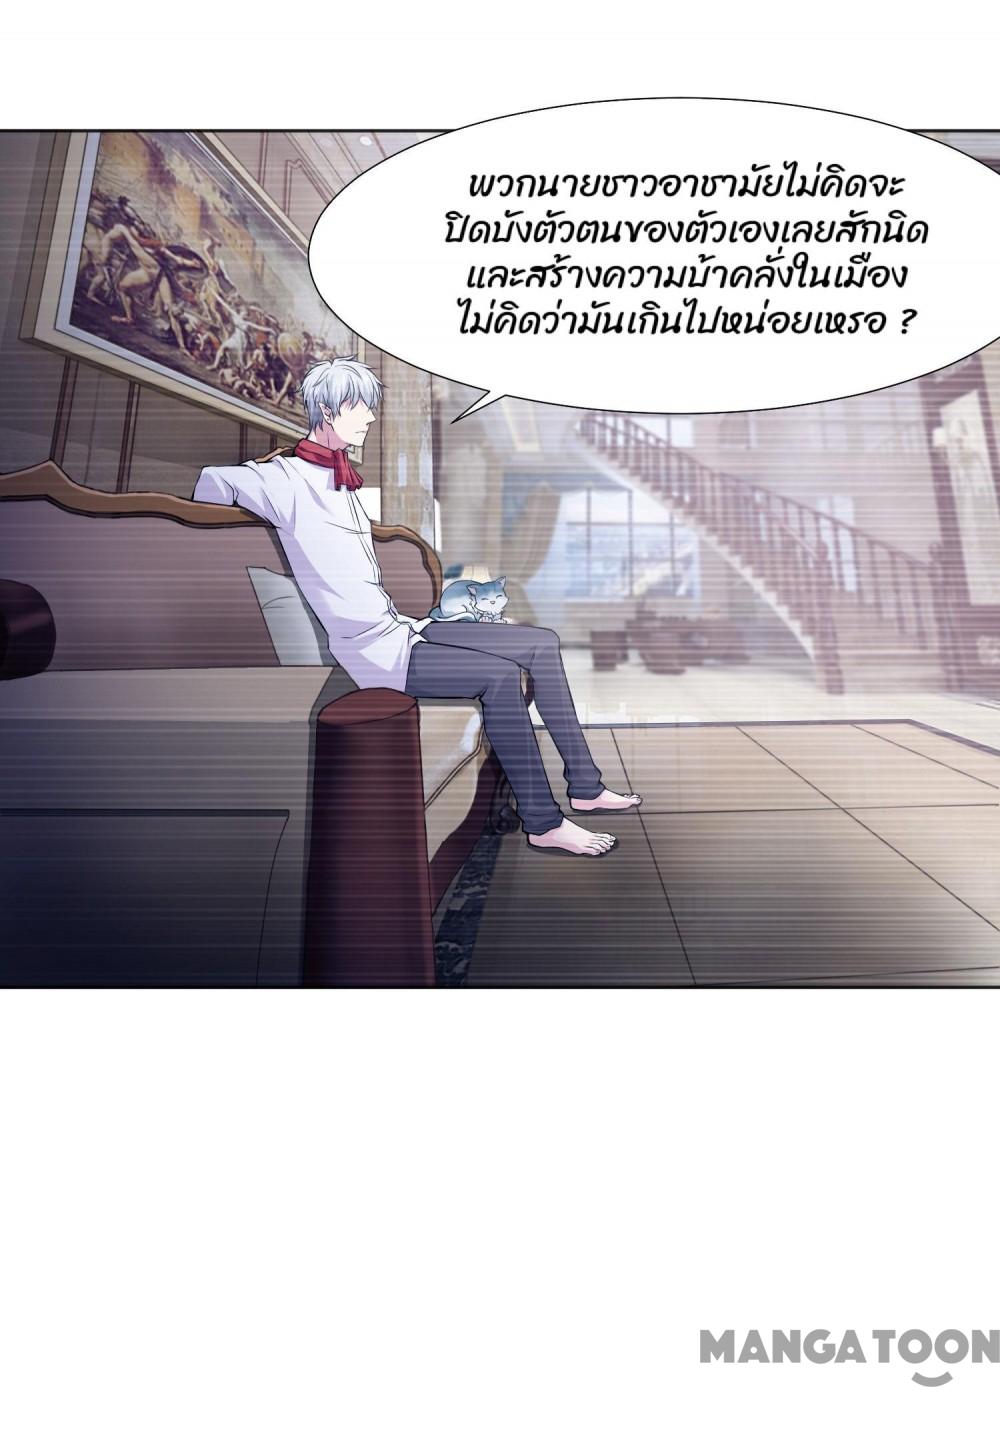 พวกนายชาวอาชามัยไม่คิดจะ
ปิดบังตัวตนของตัวเองเลยสักนิด
และสร้างความบ้าคลั่งในเมือง
ไม่คิดว่ามันเกินไปหน่อยเหรอ ?
MANGATOON